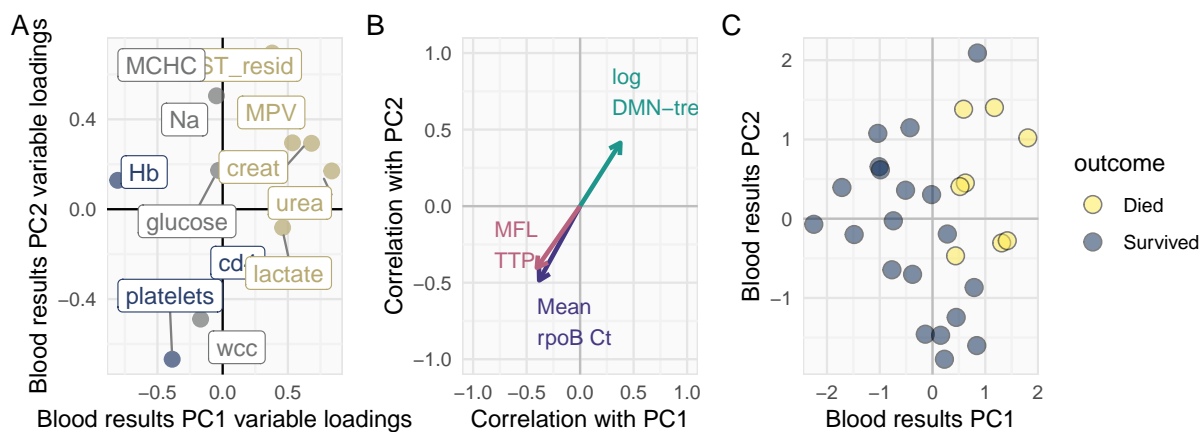 A
Blood results PC2 variable loadings
0.4
0.0
−0.4
MCHC
ST_resid
Na
MPV
Hb
creat
urea
glucose
cd4
lactate
platelets
wcc
−0.5
0.0
0.5
Blood results PC1 variable loadings
B
Correlation with PC2
1.0
0.5
0.0
−0.5
−1.0
log
DMN−tre
MFL
TTP
Mean
rpoB Ct
−1.0
−0.5
0.0
0.5
1.0
Correlation with PC1
C
Blood results PC2
2
1
0
−1
−2
−1
0
1
2
Blood results PC1
outcome
Died
Survived